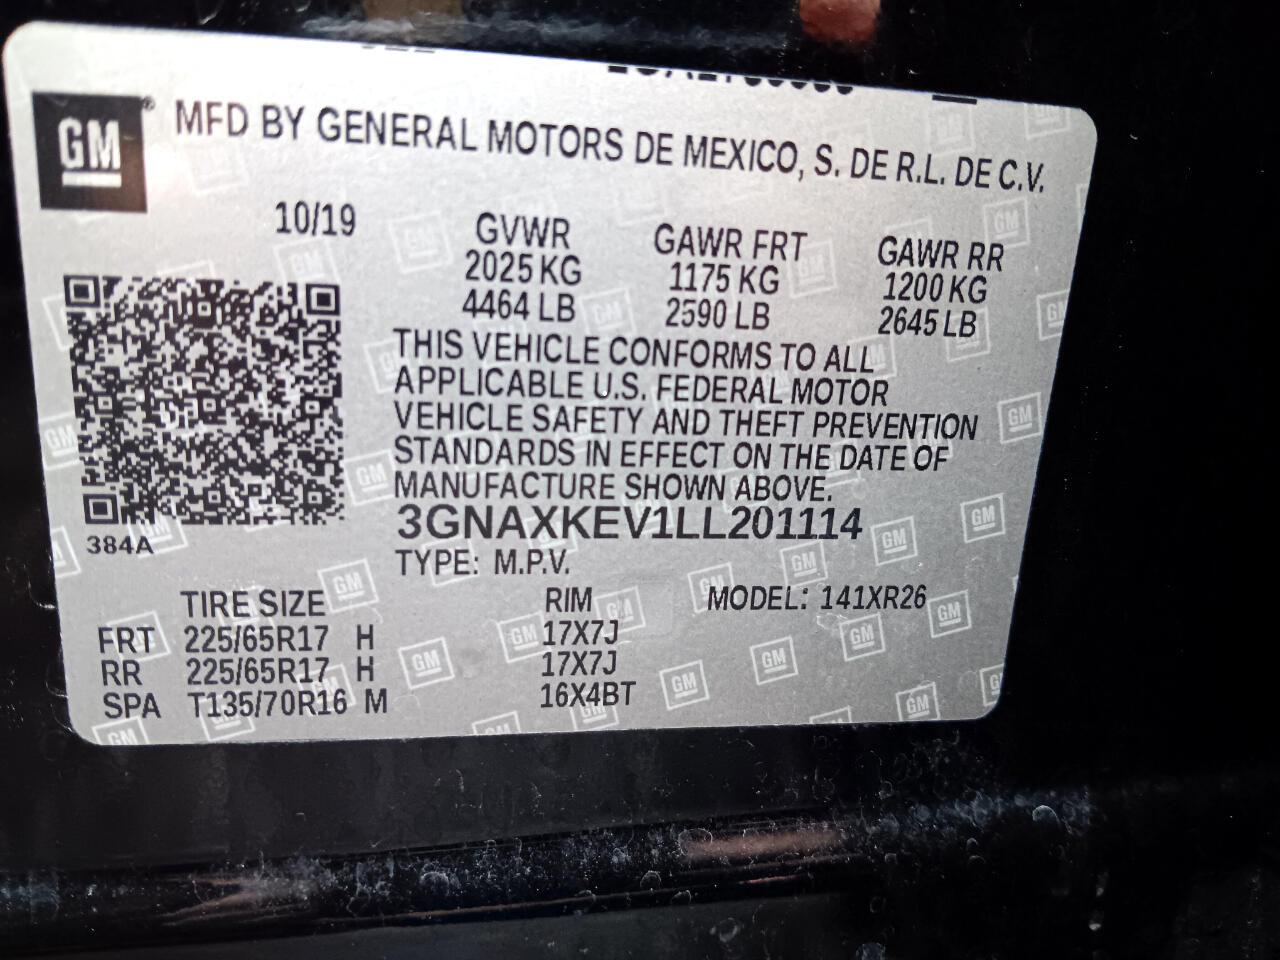 GM
MFD BY GENERAL MOTORS DE MEXICO, S. DE R.L. DE C.V.
10/19
GVWR GAWR FRT GAWR RR
2025 KG 1175 KG 1200 KG
4464 LB 2590 LB 2645 LB
THIS VEHICLE CONFORMS TO ALL
APPLICABLE U.S. FEDERAL MOTOR
VEHICLE SAFETY AND THEFT PREVENTION
STANDARDS IN EFFECT ON THE DATE OF
MANUFACTURE SHOWN ABOVE.
3GNAXKEV1LL201114
384A
TYPE: M.P.V.
TIRE SIZE RIM MODEL: 141XR26
FRT 225/65R17 H 17X7J
RR 225/65R17 H 17X7J
SPA T135/70R16 M 16X4BT